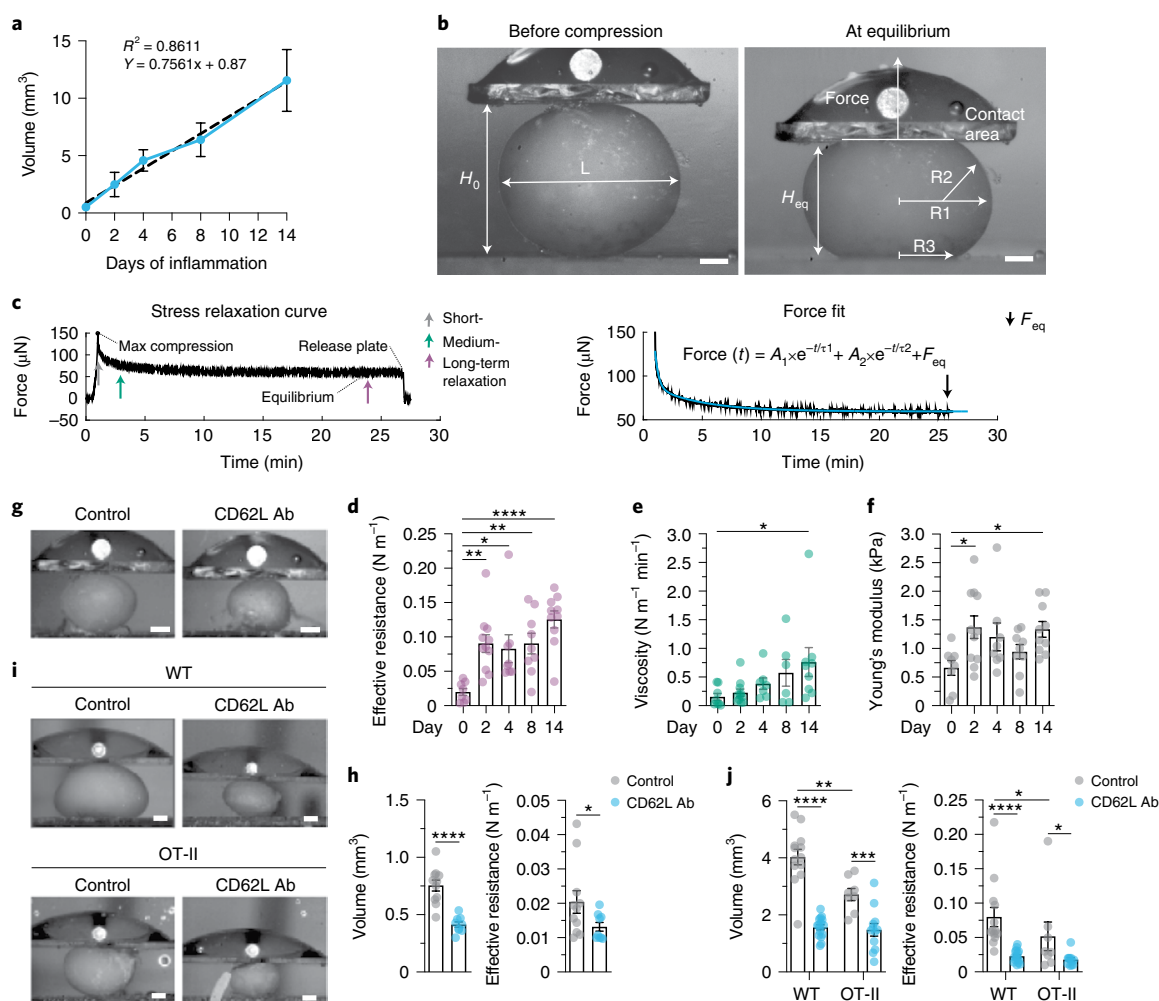 a
15
10
5
0
Volume (mm³)
R² = 0.8611
Y = 0.7561x + 0.87
0 2 4 8 14
Days of inflammation
b
Before compression
At equilibrium
H₀
L
Force
Contact
area
Heq
R2
R1
R3
c
Stress relaxation curve
Force (µN)
150
100
50
0
–50
Max compression
Release plate
Equilibrium
0 5 10 15 20 25 30
Time (min)
Short-
Medium-
Long-term
relaxation
Force fit
Force (µN)
150
100
50
Force (t) = A₁×e^–t/τ1 + A₂×e^–t/τ2+Feq
Feq
0 5 10 15 20 25 30
Time (min)
g
Control
CD62L Ab
d
Effective resistance (N m⁻¹)
0.25
0.20
0.15
0.10
0.05
0
****
**
*
**
Day 0 2 4 8 14
e
Viscosity (N m⁻¹ min⁻¹)
3.0
2.5
2.0
1.5
1.0
0.5
0
*
Day 0 2 4 8 14
f
Young's modulus (kPa)
3.0
2.5
2.0
1.5
1.0
0.5
0
*
*
Day 0 2 4 8 14
i
WT
Control
CD62L Ab
OT-II
Control
CD62L Ab
h
Volume (mm³)
1.5
1.0
0.5
0
****
Effective resistance (N m⁻¹)
0.05
0.04
0.03
0.02
0.01
0
*
Control
CD62L Ab
j
Volume (mm³)
6
4
2
0
**
****
***
WT OT-II
Effective resistance (N m⁻¹)
0.25
0.20
0.15
0.10
0.05
0
*
****
*
WT OT-II
Control
CD62L Ab